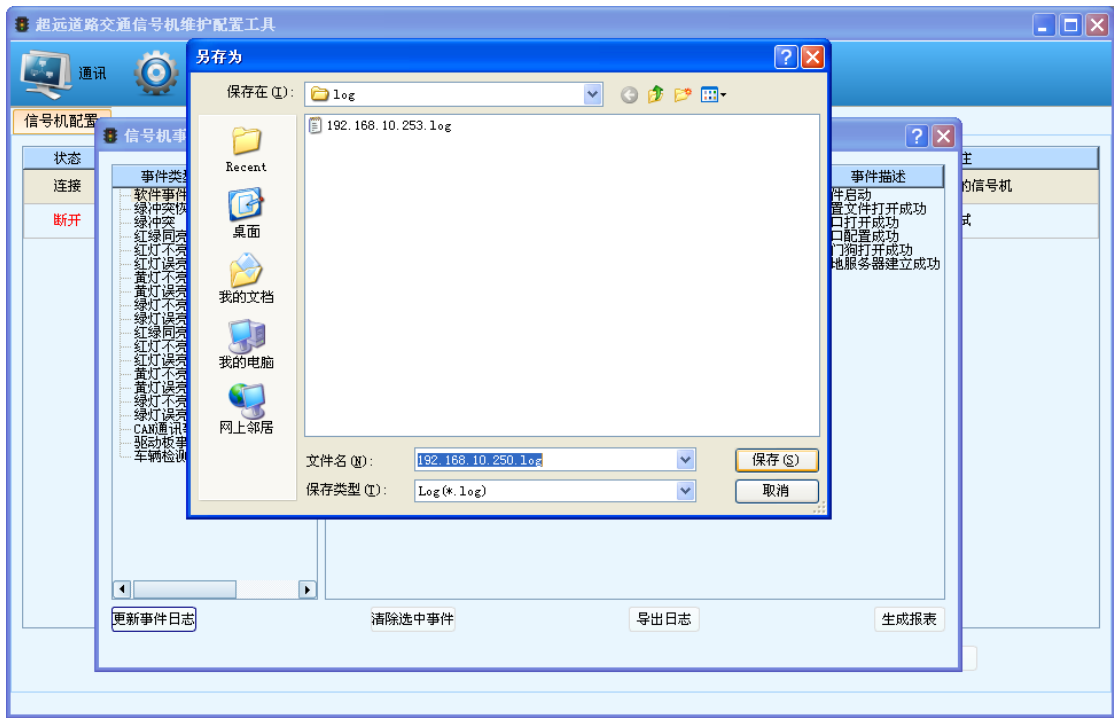 超远道路交通信号机维护配置工具
通讯
信号机配置
状态
连接
断开
信号机事
事件类型
软件事件
绿冲突
红绿同亮
红灯不亮
红灯误亮
黄灯不亮
黄灯误亮
绿灯不亮
绿灯误亮
红绿同亮
红灯不亮
红灯误亮
黄灯不亮
黄灯误亮
绿灯不亮
绿灯误亮
CAN通讯
驱动板事
车辆检测
事件描述
件启动
置文件打开成功
口打开成功
口配置成功
门狗打开成功
地服务器建立成功
注
的信号机
试
更新事件日志
清除选中事件
导出日志
生成报表
另存为
保存在(I):
log
192.168.10.253.log
Recent
桌面
我的文档
我的电脑
网上邻居
文件名(N):
192.168.10.250.log
保存(S)
保存类型(T):
Log(*.log)
取消